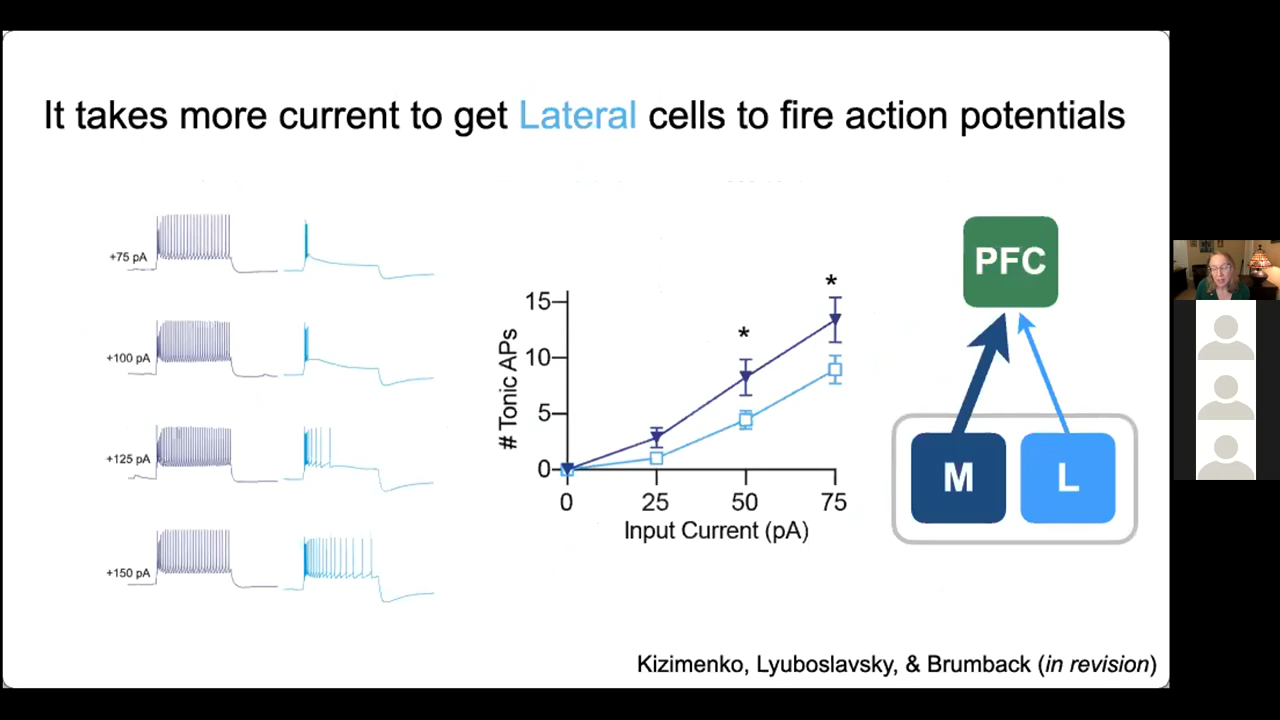 It takes more current to get Lateral cells to fire action potentials
+75 pA
+100 pA
+125 pA
+150 pA
# Tonic APs
15
10
5
0
*
*
0 25 50 75
Input Current (pA)
PFC
M L
Kizimenko, Lyuboslavsky, & Brumback (in revision)